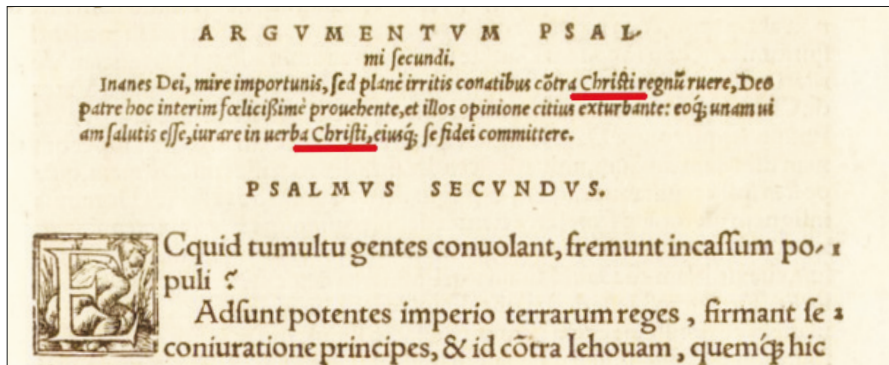 ARGVMENTVM PSAL-
mi ſecundi.
Inanes Dei, mire importunis, ſed planè irritis conatibus cõtra Chriſti regnũ ruere, Deo
patre hoc interim fœliciſsimè prouehente, et illos opinione citius exturbante: eoq́; unam ui
am ſalutis eſſe, iurare in uerba Chriſti, eiusq́; ſe fidei committere.
PSALMVS SECVNDVS.
ECquid tumultu gentes conuolant, fremunt incaſſum po- 1
puli ?
Adſunt potentes imperio terrarum reges , firmant ſe 2
coniuratione principes, & id cõtra Iehouam , quemq́; hic